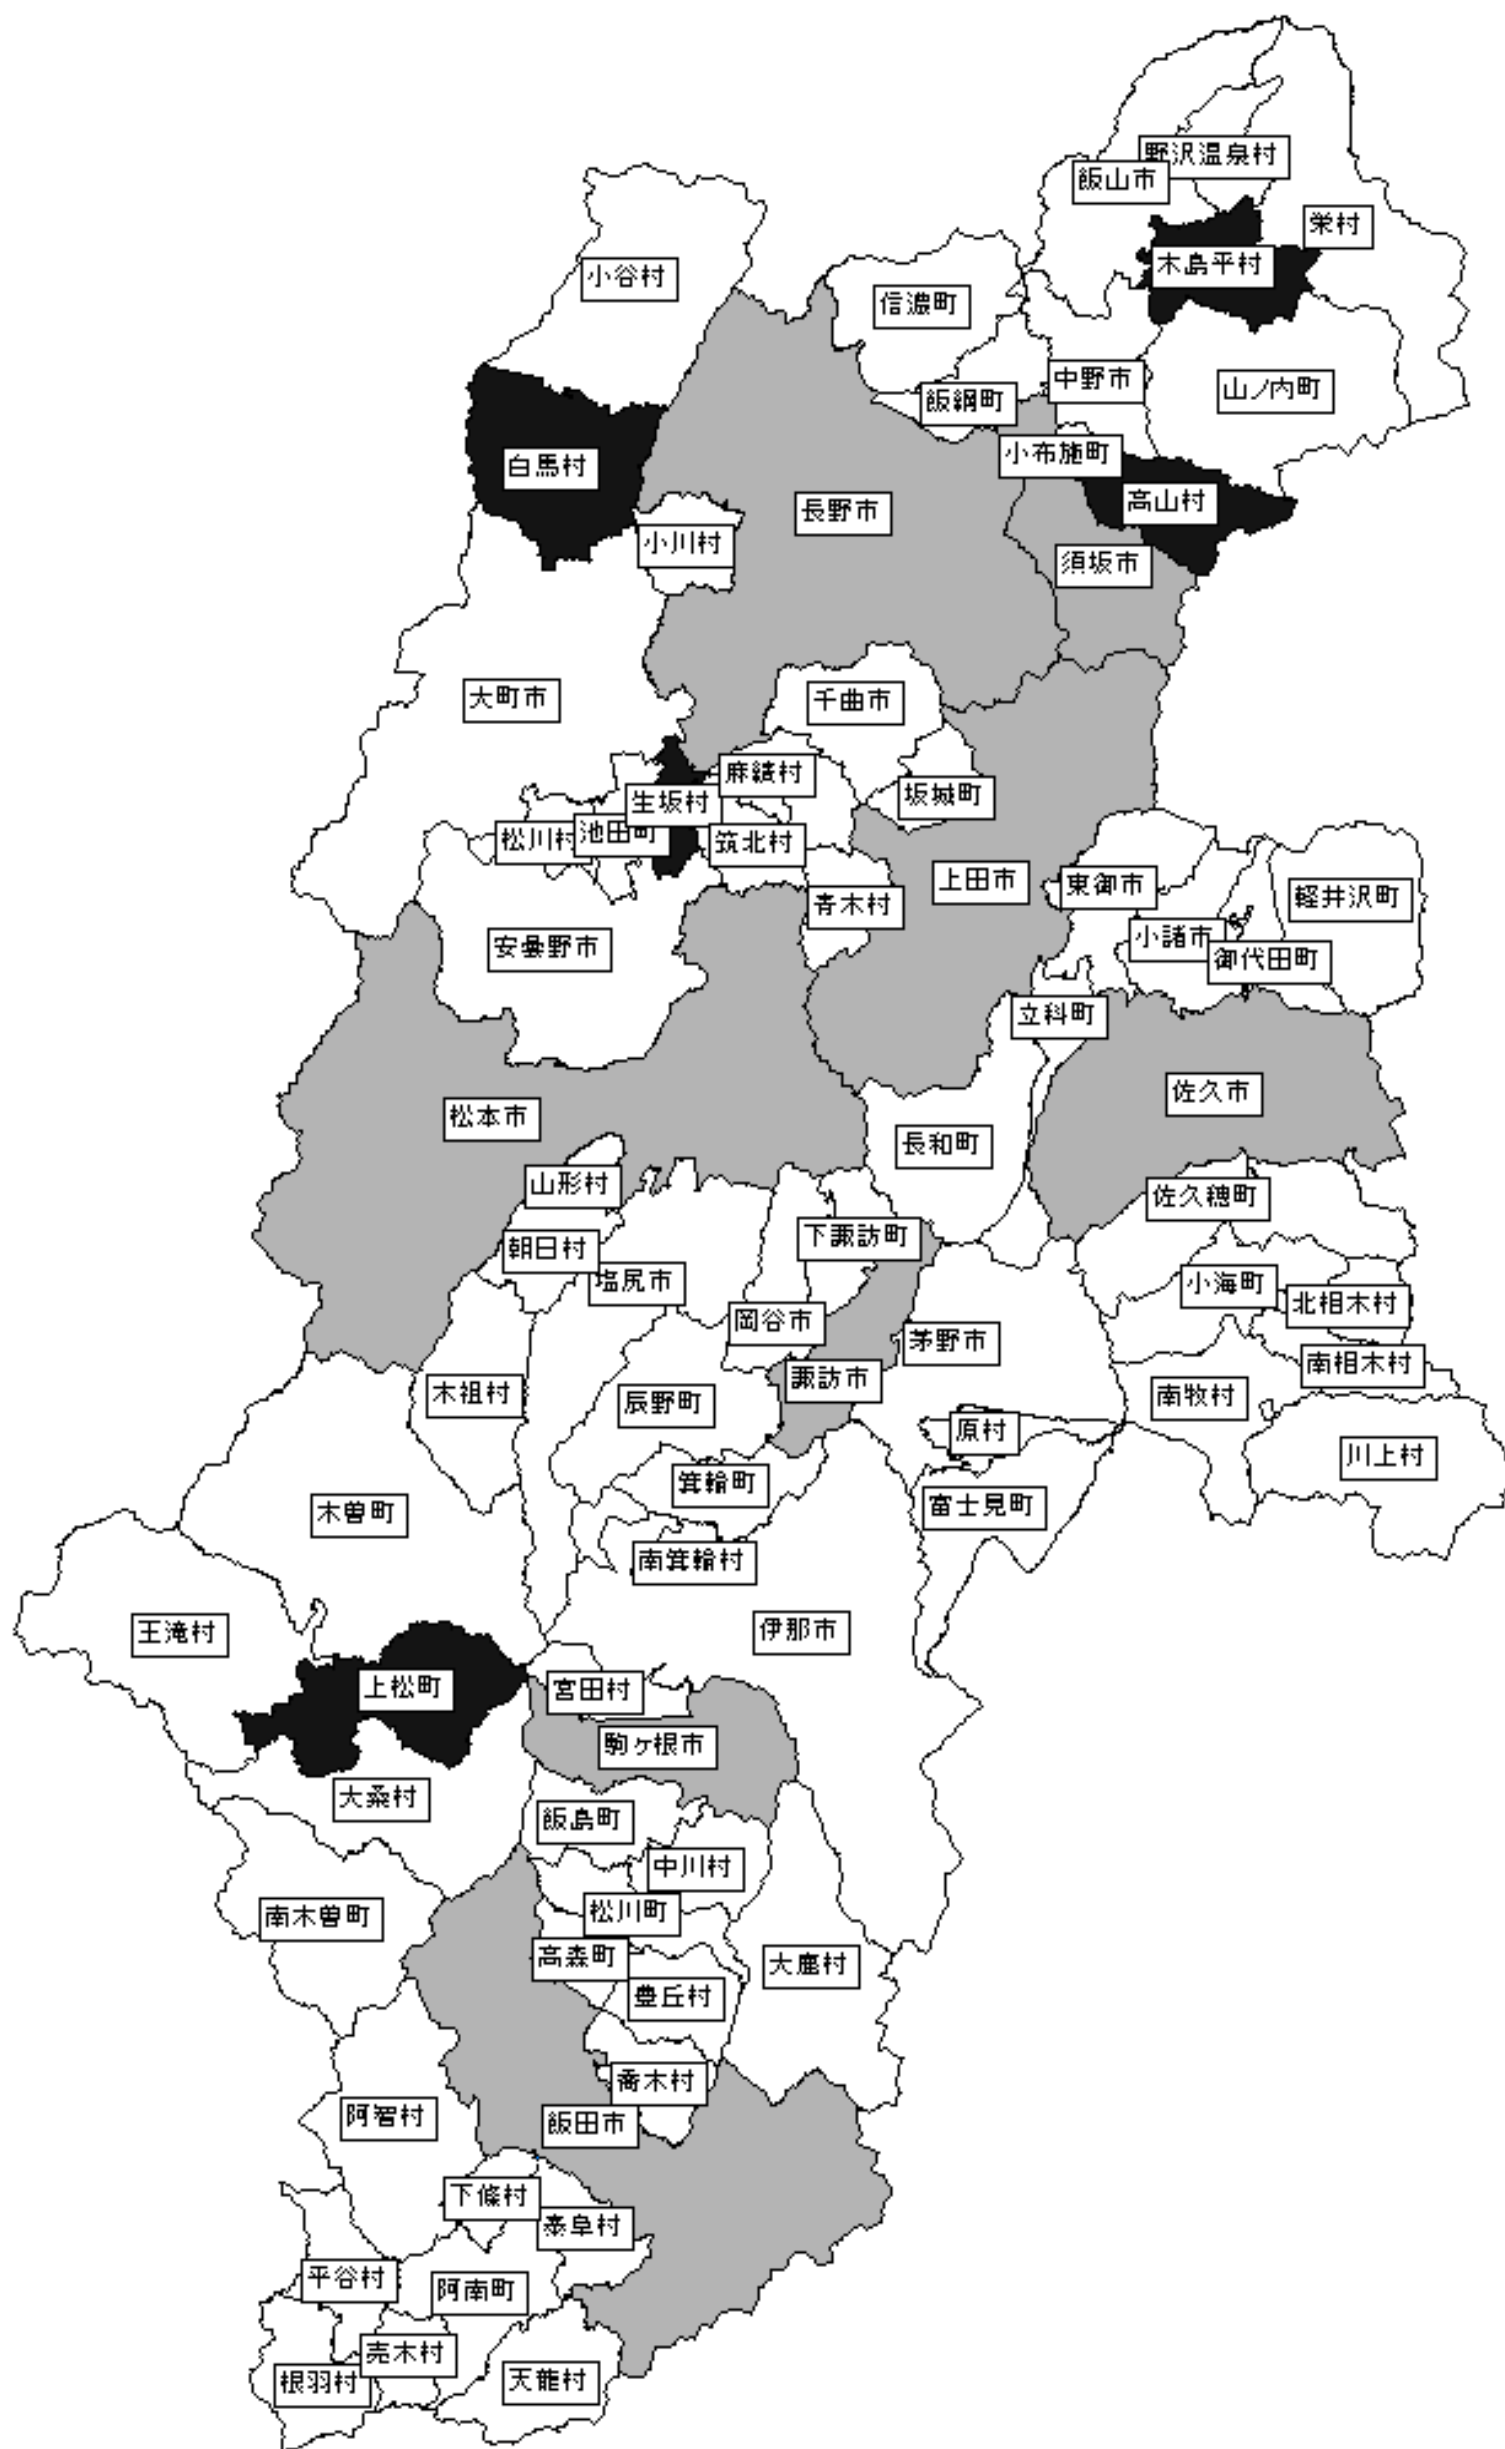 野沢温泉村
飯山市
栄村
木島平村
小谷村
信濃町
中野市
山ノ内町
飯綱町
小布施町
白馬村
高山村
長野市
小川村
須坂市
大町市
千曲市
麻績村
坂城町
生坂村
池田町
松川村
筑北村
上田市
東御市
軽井沢町
青木村
小諸市
安曇野市
御代田町
立科町
佐久市
松本市
長和町
山形村
佐久穂町
下諏訪町
朝日村
塩尻市
小海町
北相木村
岡谷市
茅野市
南相木村
諏訪市
木祖村
辰野町
南牧村
原村
川上村
箕輪町
富士見町
木曽町
南箕輪村
王滝村
伊那市
上松町
宮田村
駒ヶ根市
大桑村
飯島町
中川村
松川町
南木曽町
高森町
大鹿村
豊丘村
喬木村
阿智村
飯田市
下條村
泰阜村
平谷村
阿南町
売木村
根羽村
天龍村